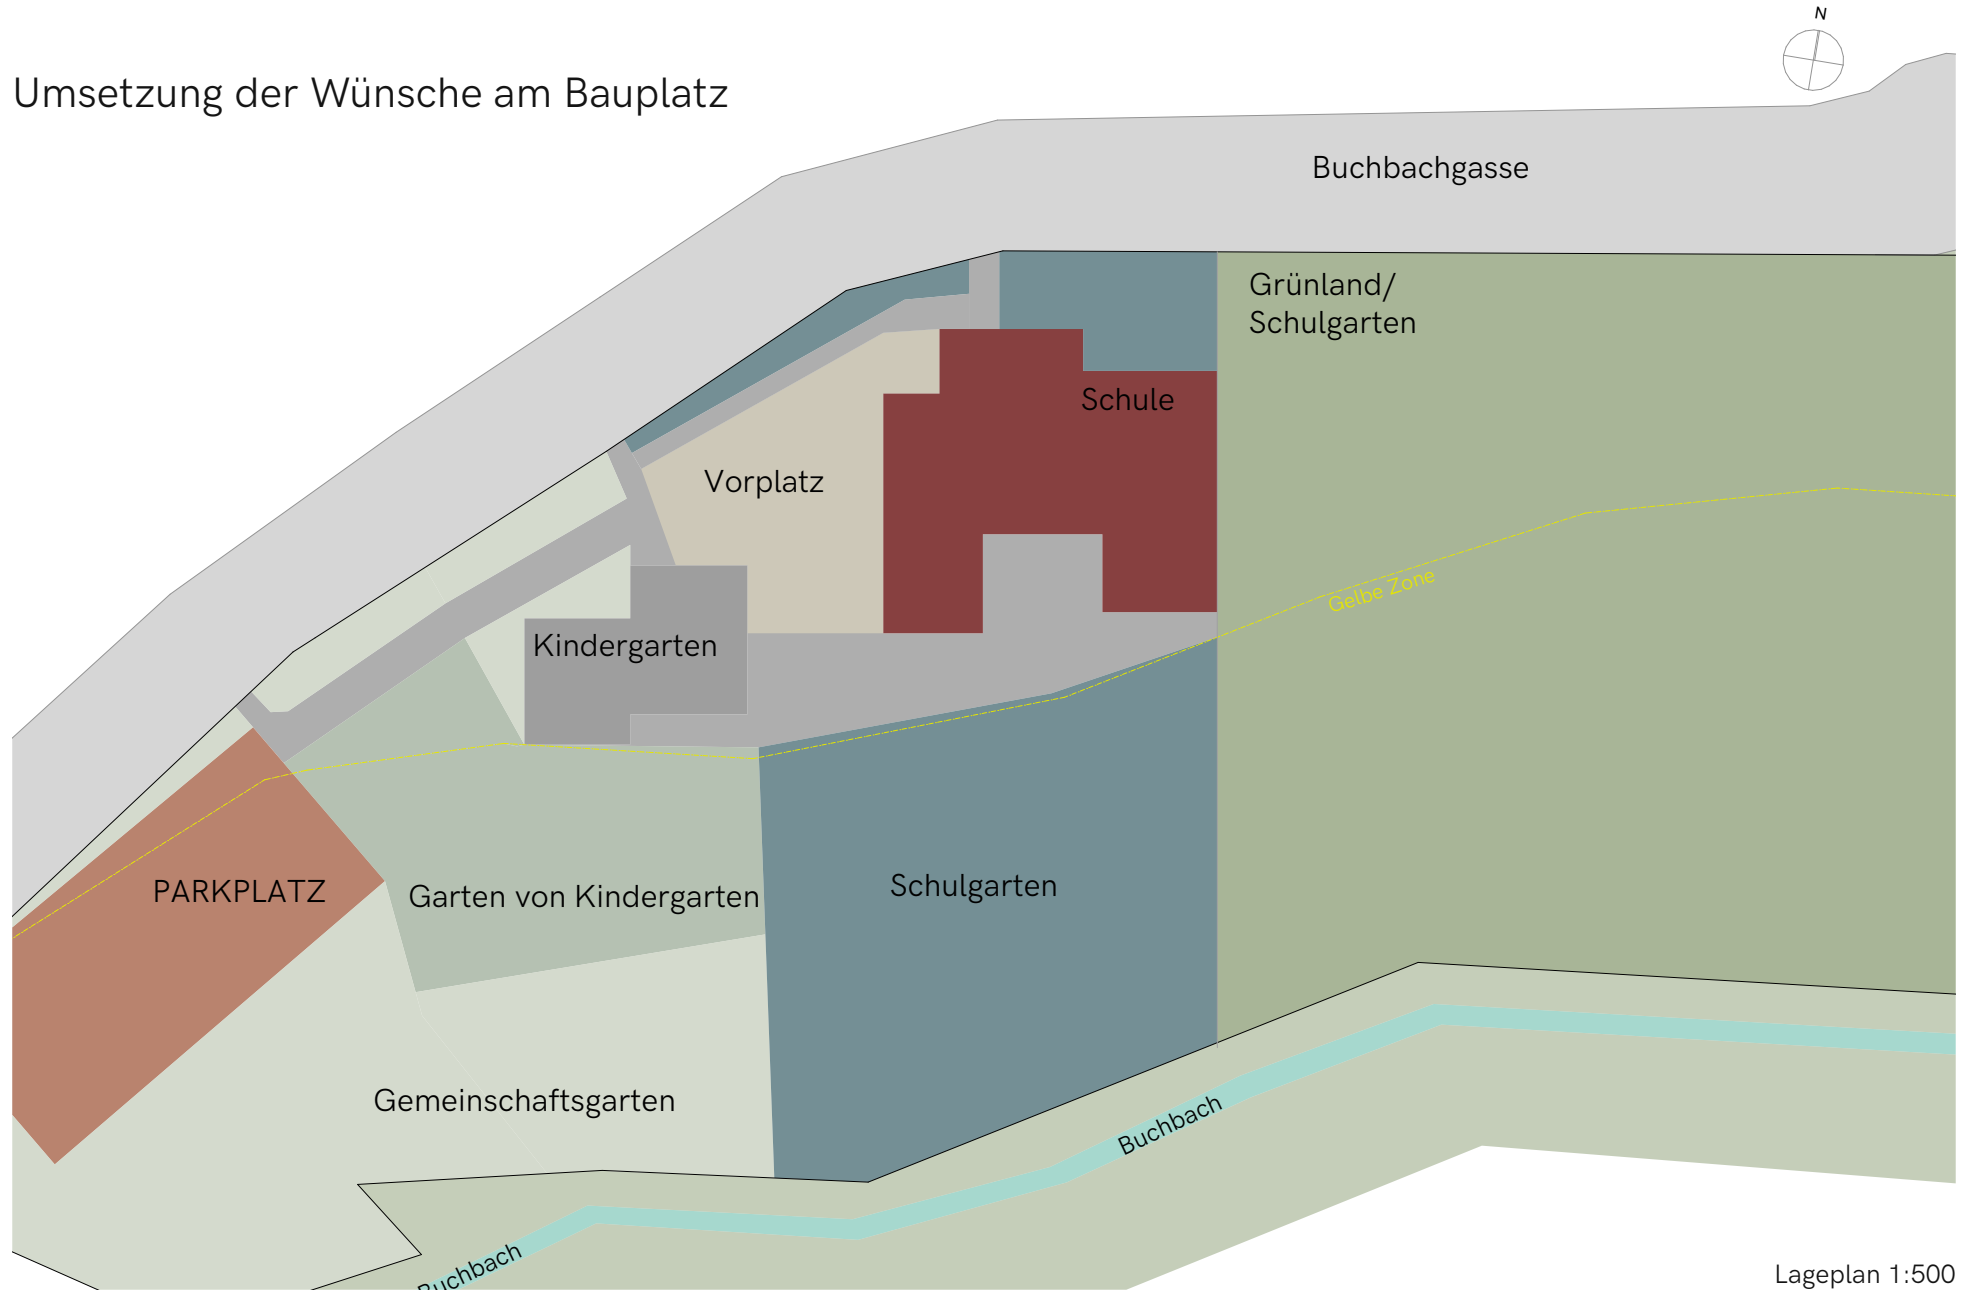 N
Umsetzung der Wünsche am Bauplatz
Buchbachgasse
Grünland/
Schulgarten
Schule
Vorplatz
Gelbe Zone
Kindergarten
PARKPLATZ
Garten von Kindergarten
Schulgarten
Gemeinschaftsgarten
Buchbach
Buchbach
Lageplan 1:500